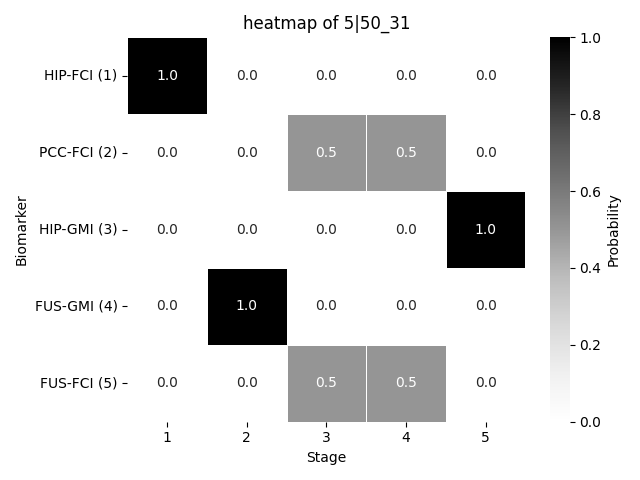 heatmap of 5|50_31
Biomarker
HIP-FCI (1)
1.0 0.0 0.0 0.0 0.0
PCC-FCI (2)
0.0 0.0 0.5 0.5 0.0
HIP-GMI (3)
0.0 0.0 0.0 0.0 1.0
FUS-GMI (4)
0.0 1.0 0.0 0.0 0.0
FUS-FCI (5)
0.0 0.0 0.5 0.5 0.0
1 2 3 4 5
Stage
1.0
0.8
0.6
0.4
0.2
0.0
Probability